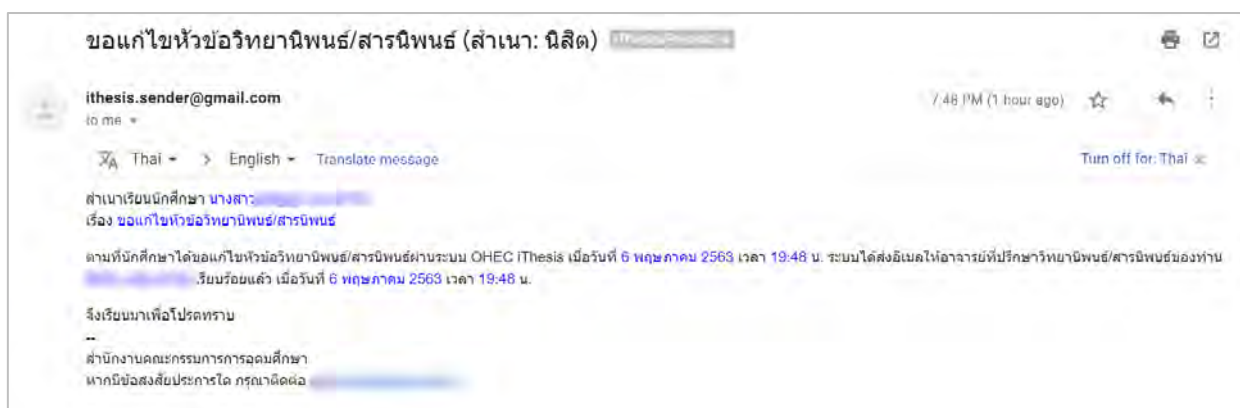 ขอแก้ไขหัวข้อวิทยานิพนธ์/สารนิพนธ์ (สำเนา: นิสิต)
ithesis.sender@gmail.com
7:48 PM (1 hour ago)
to me
Thai > English Translate message
Turn off for: Thai x
สำเนาเรียนนักศึกษา นางสาว
เรื่อง ขอแก้ไขหัวข้อวิทยานิพนธ์/สารนิพนธ์
ตามที่นักศึกษาได้ขอแก้ไขหัวข้อวิทยานิพนธ์/สารนิพนธ์ผ่านระบบ OHEC iThesis เมื่อวันที่ 6 พฤษภาคม 2563 เวลา 19:48 น. ระบบได้ส่งอีเมลให้อาจารย์ที่ปรึกษาวิทยานิพนธ์/สารนิพนธ์ของท่าน
เรียบร้อยแล้ว เมื่อวันที่ 6 พฤษภาคม 2563 เวลา 19:48 น.
จึงเรียนมาเพื่อโปรดทราบ
--
สำนักงานคณะกรรมการการอุดมศึกษา
หากมีข้อสงสัยประการใด กรุณาติดต่อ